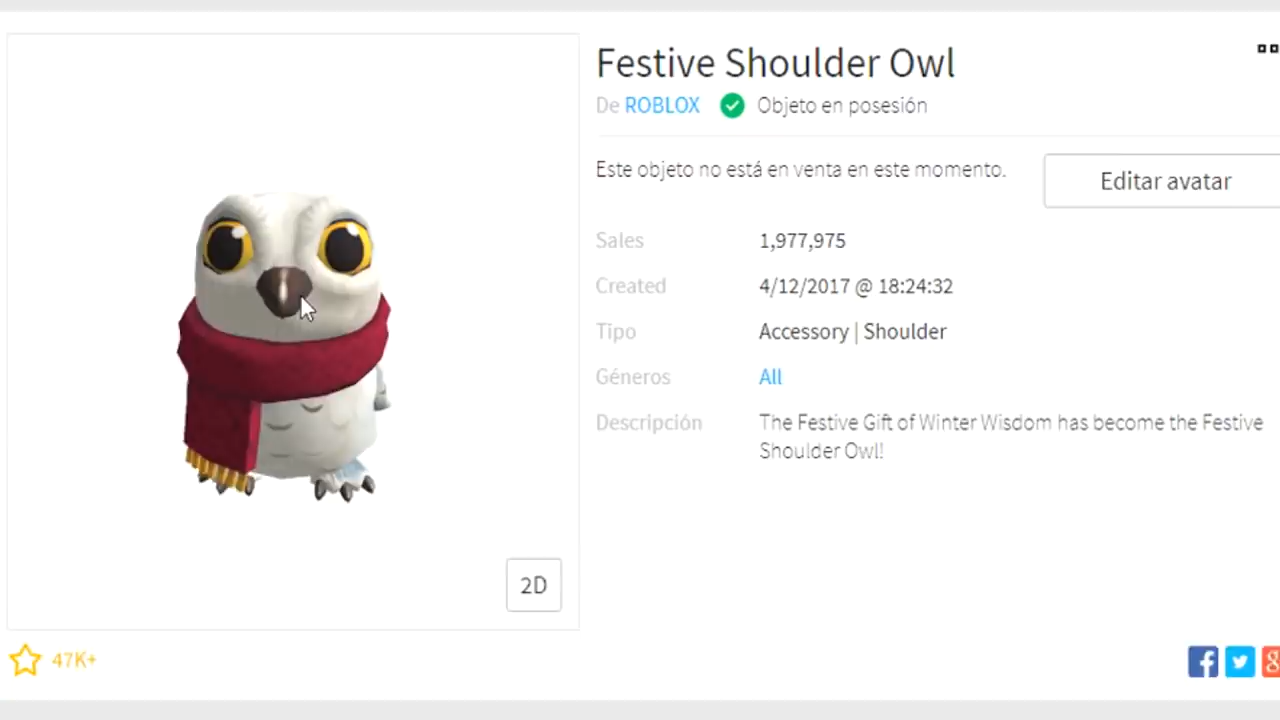 Festive Shoulder Owl
De ROBLOX Objeto en posesión
Este objeto no está en venta en este momento.
Editar avatar
Sales 1,977,975
Created 4/12/2017 @ 18:24:32
Tipo Accessory | Shoulder
Géneros All
Descripción The Festive Gift of Winter Wisdom has become the Festive
Shoulder Owl!
2D
47K+